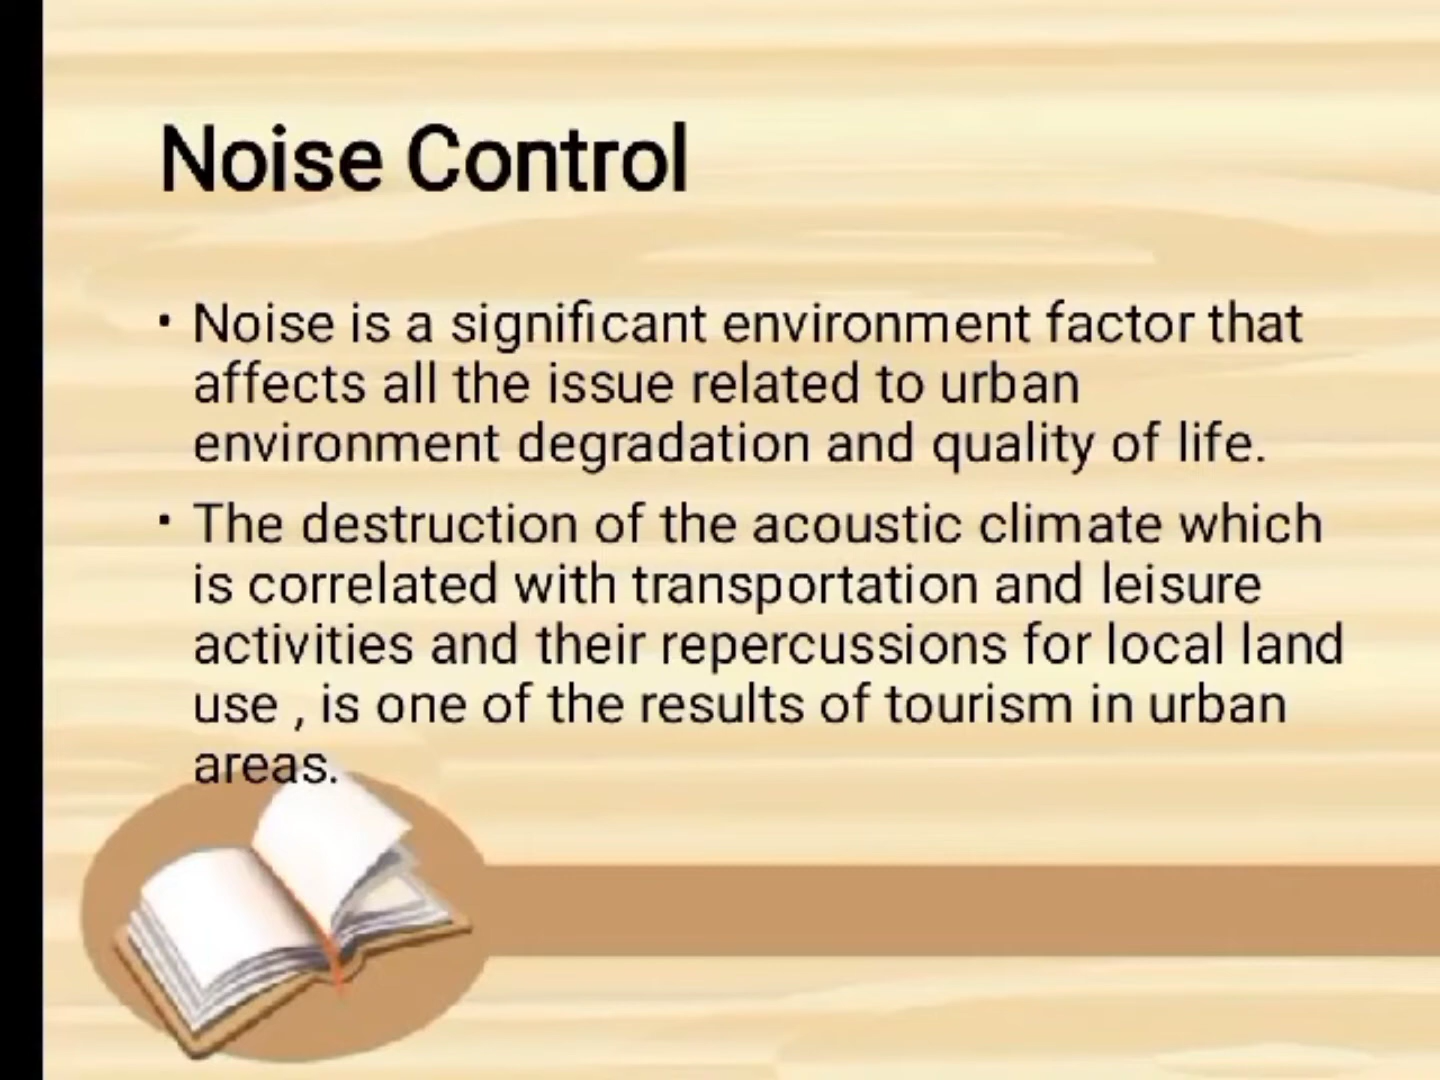 Noise Control
• Noise is a significant environment factor that
affects all the issue related to urban
environment degradation and quality of life.
• The destruction of the acoustic climate which
is correlated with transportation and leisure
activities and their repercussions for local land
use , is one of the results of tourism in urban
areas.